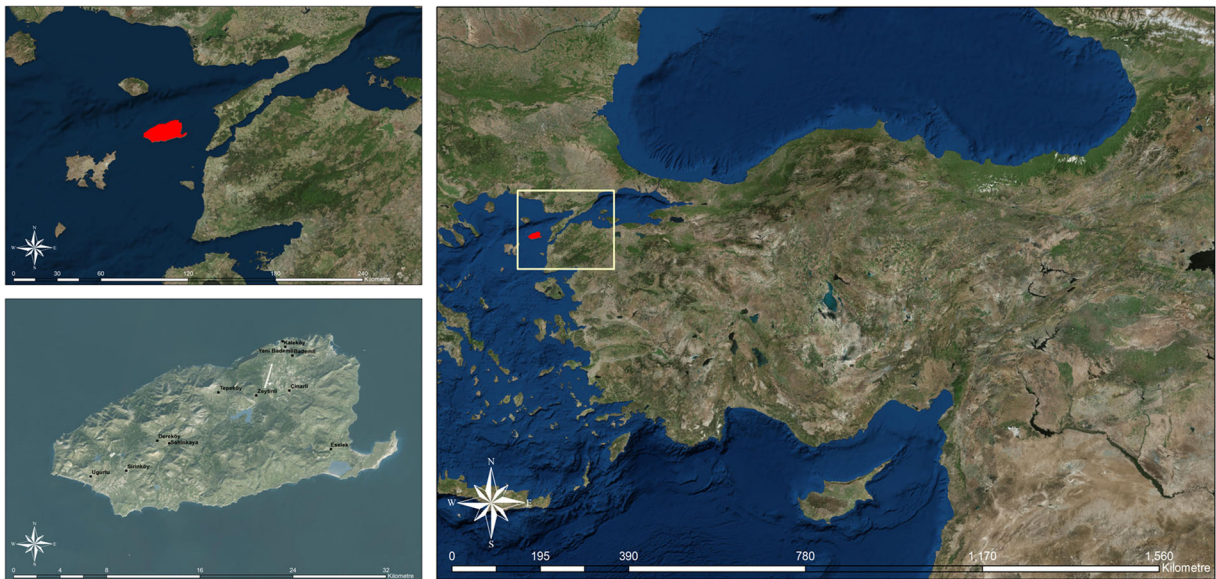 N
W
E
S
0
30
60
120
180
240
Kilometre
Kaleköy
Yeni Bademli
Bademli
Tepeköy
Zeytinli
Çınarlı
Dereköy
Şahinkaya
Eşelek
Uğurlu
Şirinköy
N
W
E
S
0
4
8
16
24
32
Kilometre
N
W
E
S
0
195
390
780
1,170
1,560
Kilometre